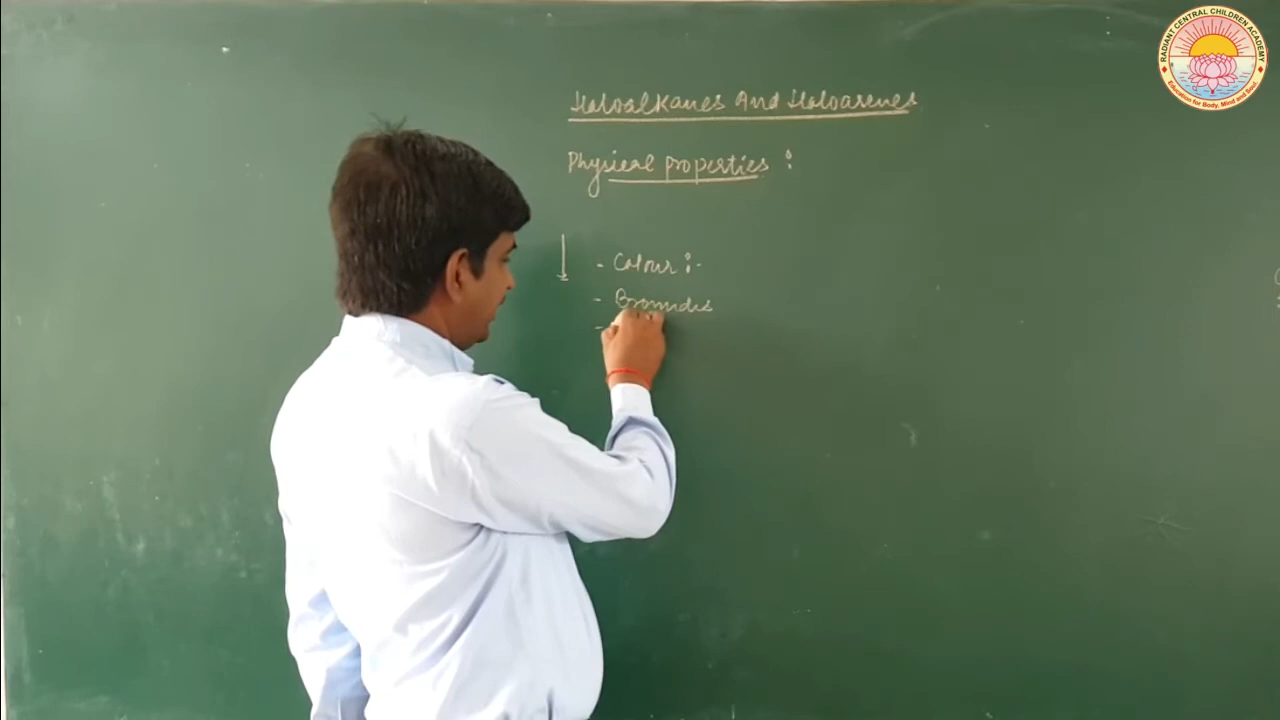 Haloalkanes And Haloarenes
Physical properties :
- Colour :-
- Bromides
-
RADIANT CENTRAL CHILDREN ACADEMY
Education for Body, Mind and Soul